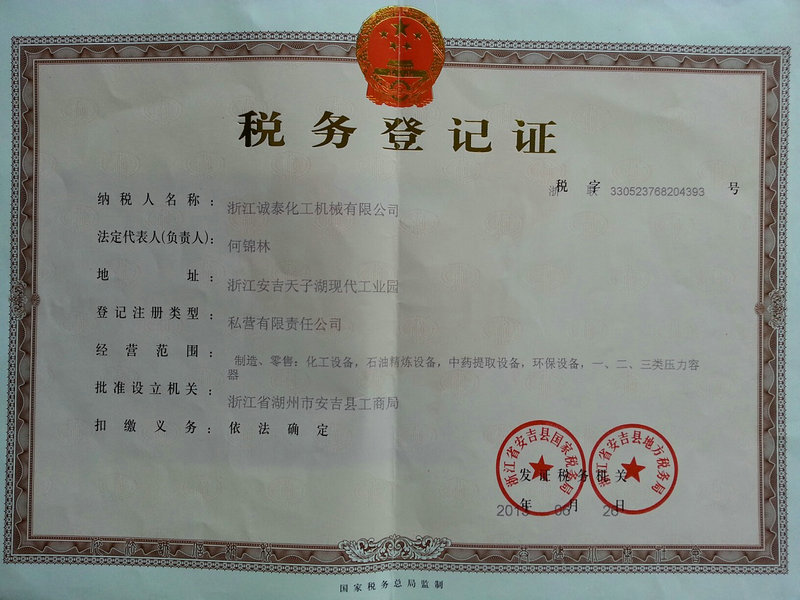 税务登记证
浙 税 联 字 330523768204393 号
纳税人名称： 浙江诚泰化工机械有限公司
法定代表人(负责人)： 何锦林
地址： 浙江安吉天子湖现代工业园
登记注册类型： 私营有限责任公司
经营范围： 制造、零售：化工设备，石油精炼设备，中药提取设备，环保设备，一、二、三类压力容
器
批准设立机关： 浙江省湖州市安吉县工商局
扣缴义务： 依法确定
浙江省安吉县国家税务局
浙江省安吉县地方税务局
发证税务机关
年 月 26 日
国家税务总局监制